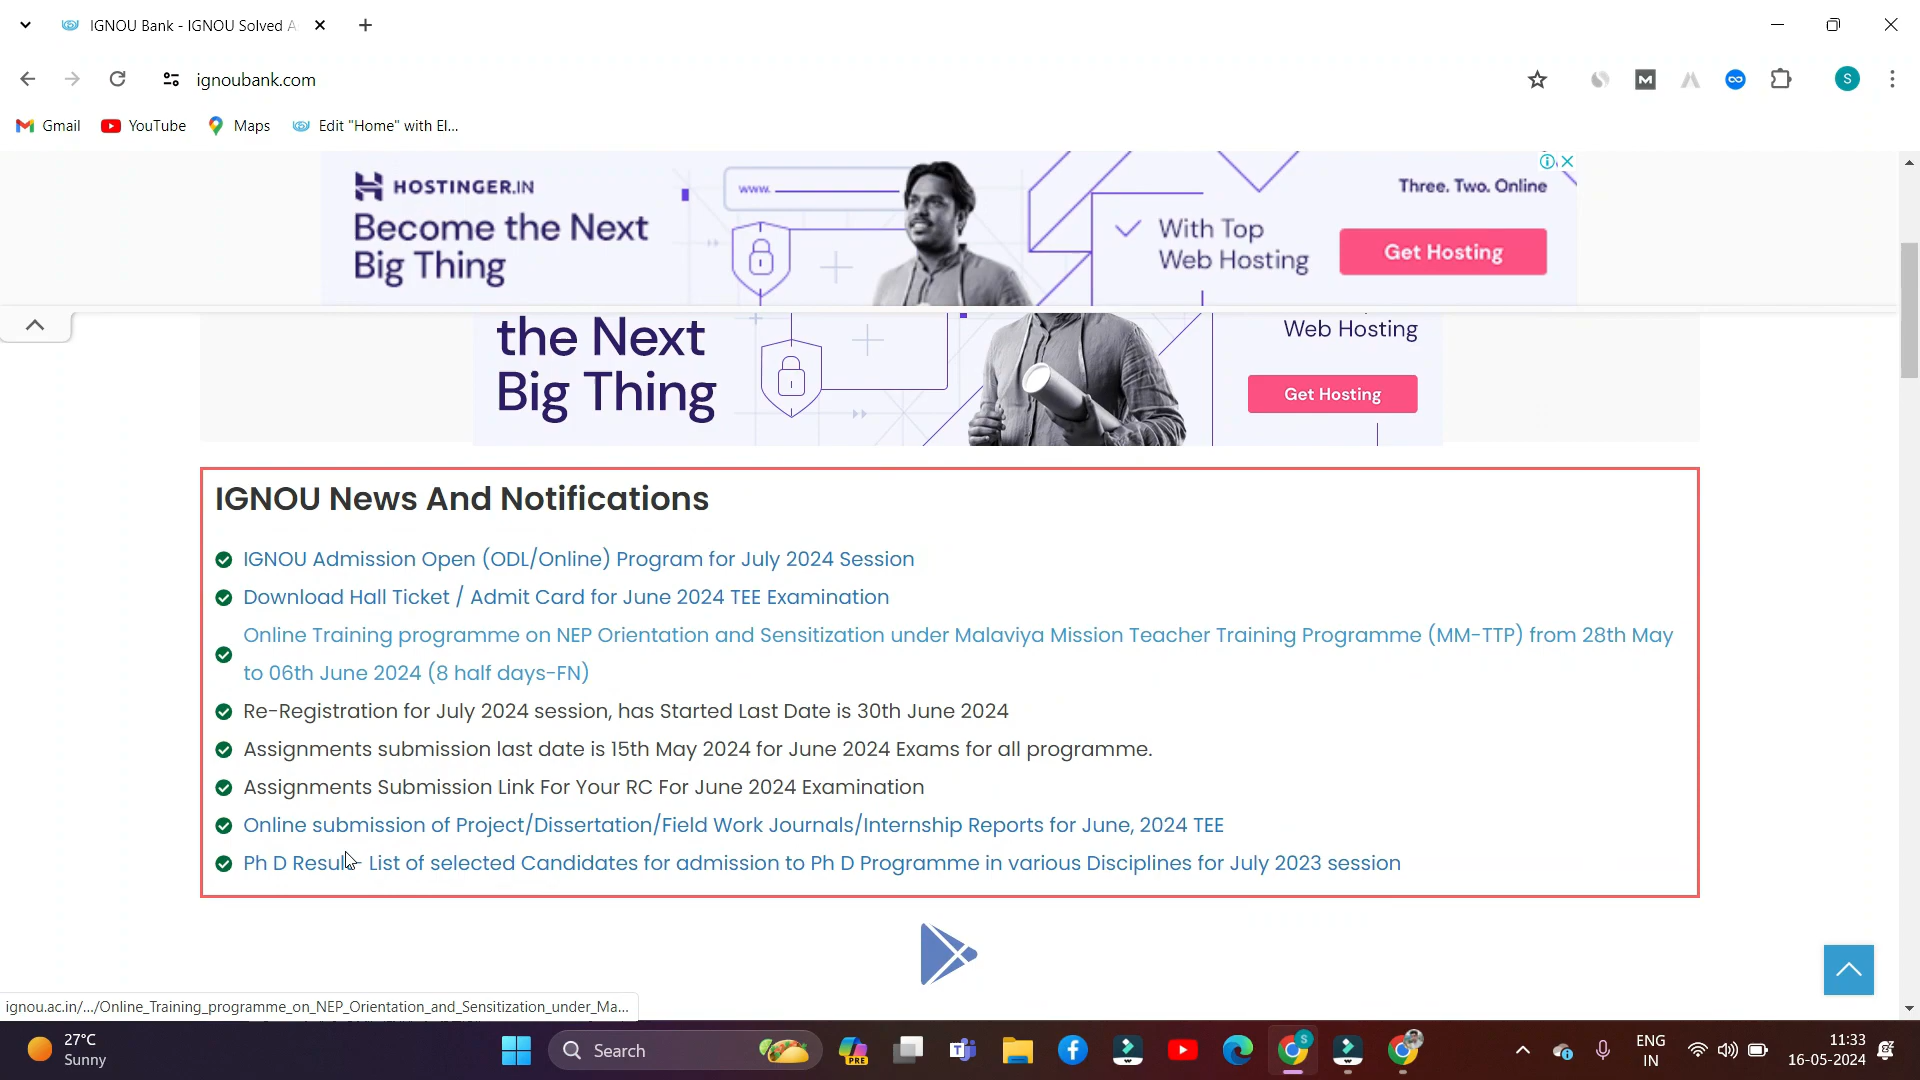 IGNOU Bank - IGNOU Solved A
ignoubank.com
M
S
Gmail
YouTube
Maps
Edit "Home" with El...
HOSTINGER.IN
www.
Three. Two. Online
Become the Next
Big Thing
With Top
Web Hosting
Get Hosting
the Next
Big Thing
Web Hosting
Get Hosting
IGNOU News And Notifications
IGNOU Admission Open (ODL/Online) Program for July 2024 Session
Download Hall Ticket / Admit Card for June 2024 TEE Examination
Online Training programme on NEP Orientation and Sensitization under Malaviya Mission Teacher Training Programme (MM-TTP) from 28th May
to 06th June 2024 (8 half days-FN)
Re-Registration for July 2024 session, has Started Last Date is 30th June 2024
Assignments submission last date is 15th May 2024 for June 2024 Exams for all programme.
Assignments Submission Link For Your RC For June 2024 Examination
Online submission of Project/Dissertation/Field Work Journals/Internship Reports for June, 2024 TEE
Ph D Result- List of selected Candidates for admission to Ph D Programme in various Disciplines for July 2023 session
ignou.ac.in/.../Online_Training_programme_on_NEP_Orientation_and_Sensitization_under_Ma...
27°C
Sunny
Search
PRE
ENG
IN
11:33
16-05-2024